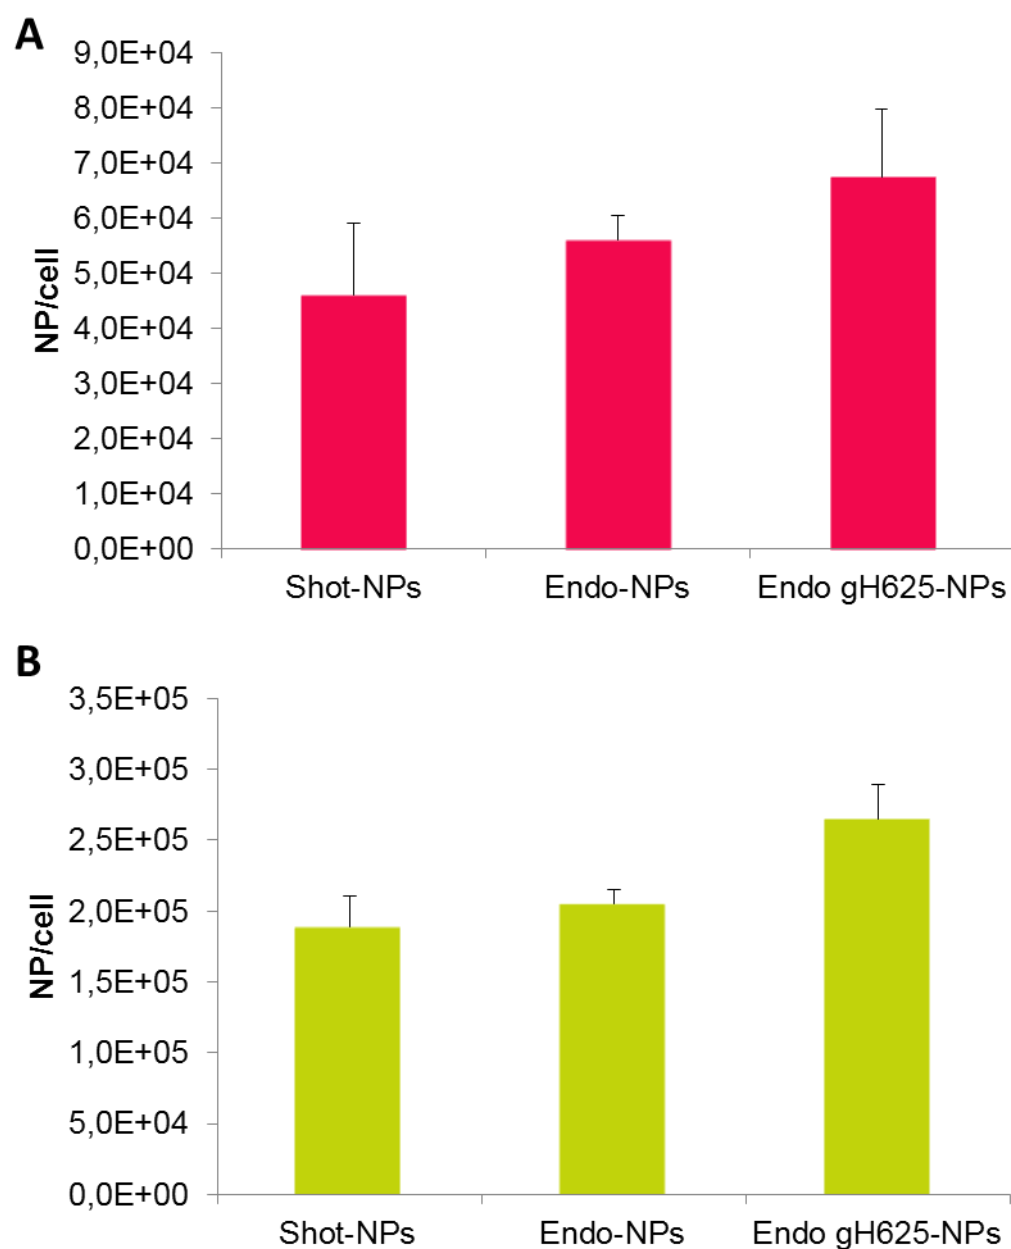 A
9,0E+04
8,0E+04
7,0E+04
6,0E+04
5,0E+04
4,0E+04
3,0E+04
2,0E+04
1,0E+04
0,0E+00
NP/cell
Shot-NPs Endo-NPs Endo gH625-NPs
B
3,5E+05
3,0E+05
2,5E+05
2,0E+05
1,5E+05
1,0E+05
5,0E+04
0,0E+00
NP/cell
Shot-NPs Endo-NPs Endo gH625-NPs